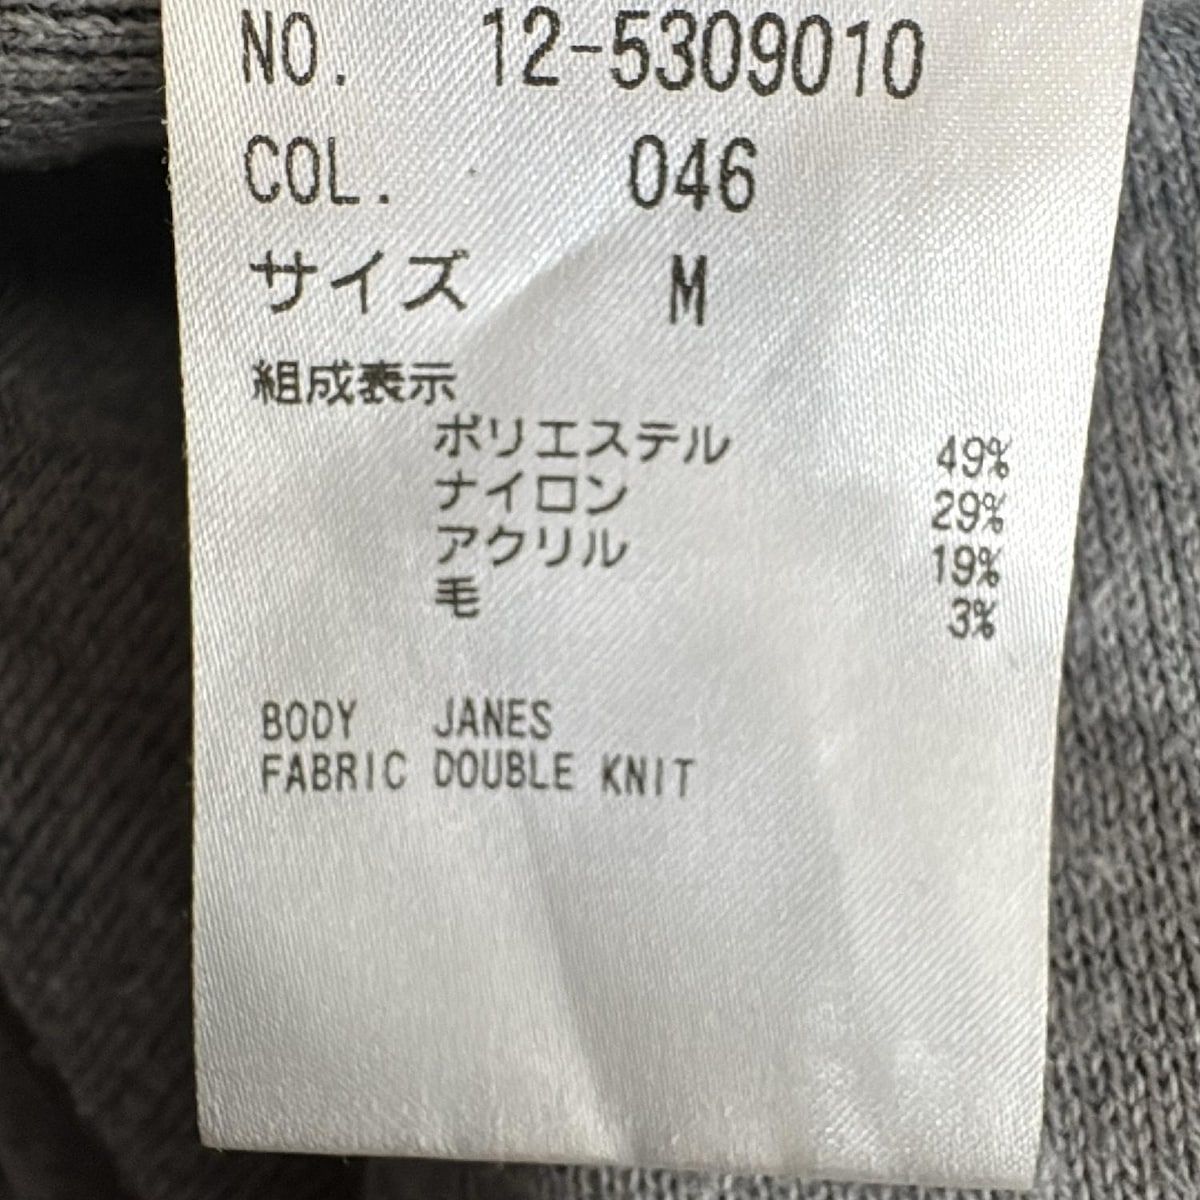 NO. 12-5309010
COL. 046
サイズ M
組成表示
ポリエステル 49%
ナイロン 29%
アクリル 19%
毛 3%
BODY JANES
FABRIC DOUBLE KNIT